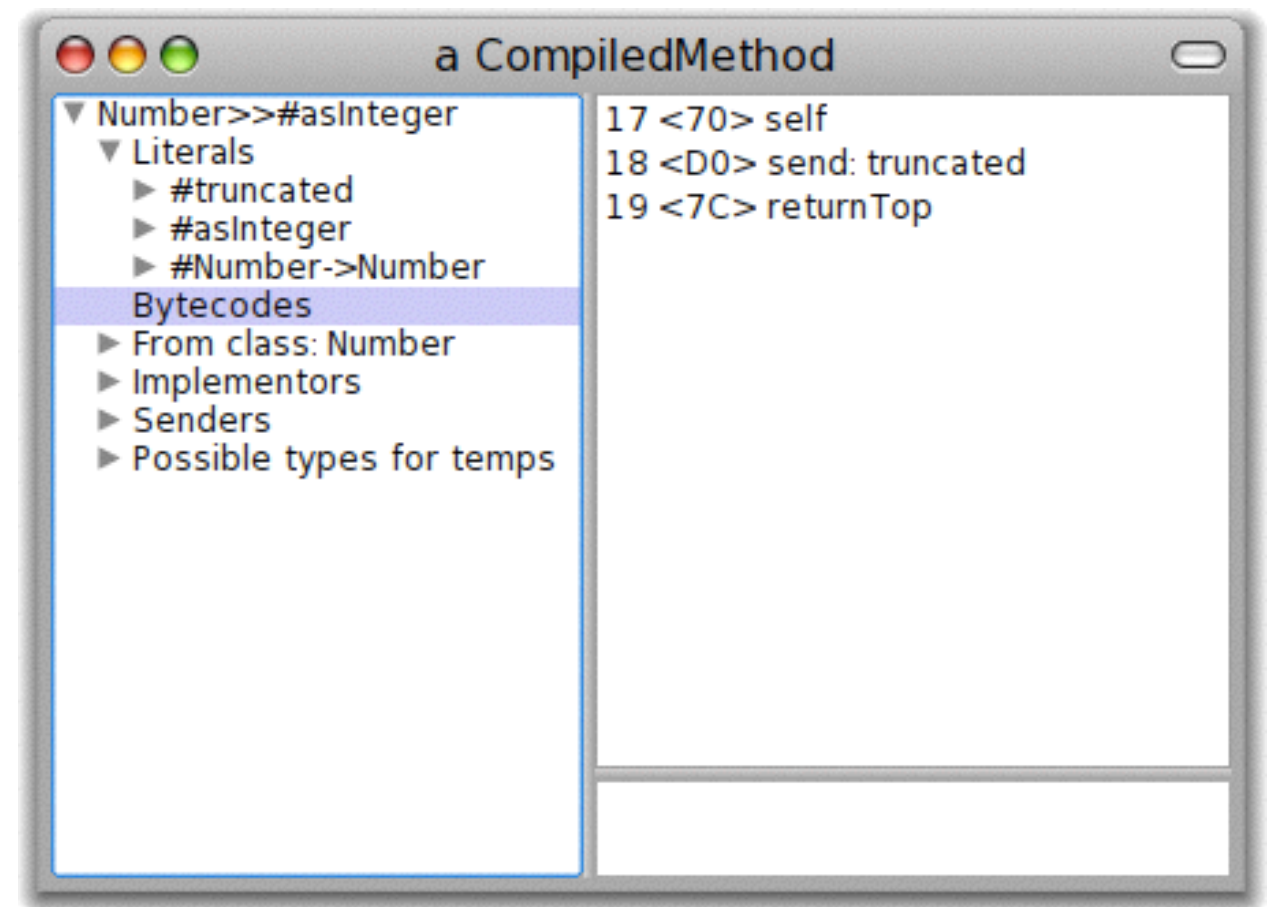 a CompiledMethod
Number>>#asInteger
Literals
#truncated
#asInteger
#Number->Number
Bytecodes
From class: Number
Implementors
Senders
Possible types for temps
17 <70> self
18 <D0> send: truncated
19 <7C> returnTop